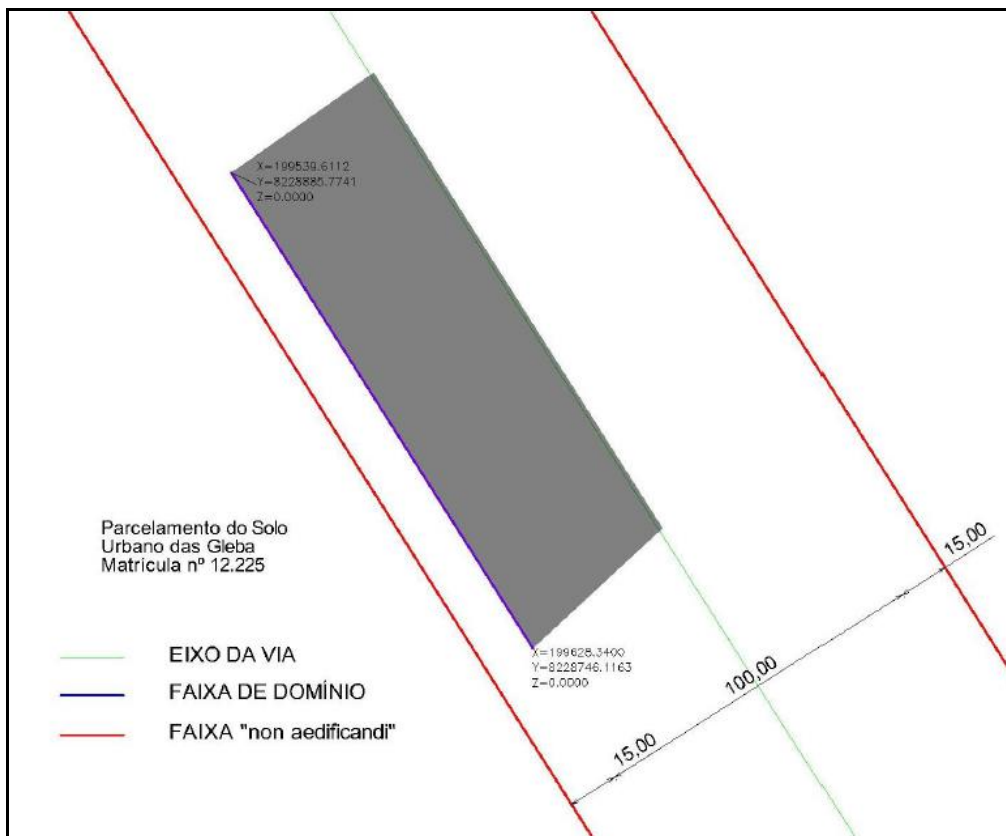 X=199539.6112
Y=8228885.7741
Z=0.0000
Parcelamento do Solo
Urbano das Gleba
Matrícula nº 12.225
EIXO DA VIA
FAIXA DE DOMÍNIO
FAIXA "non aedificandi"
X=199628.3400
Y=8228746.1163
Z=0.0000
15,00
100,00
15,00